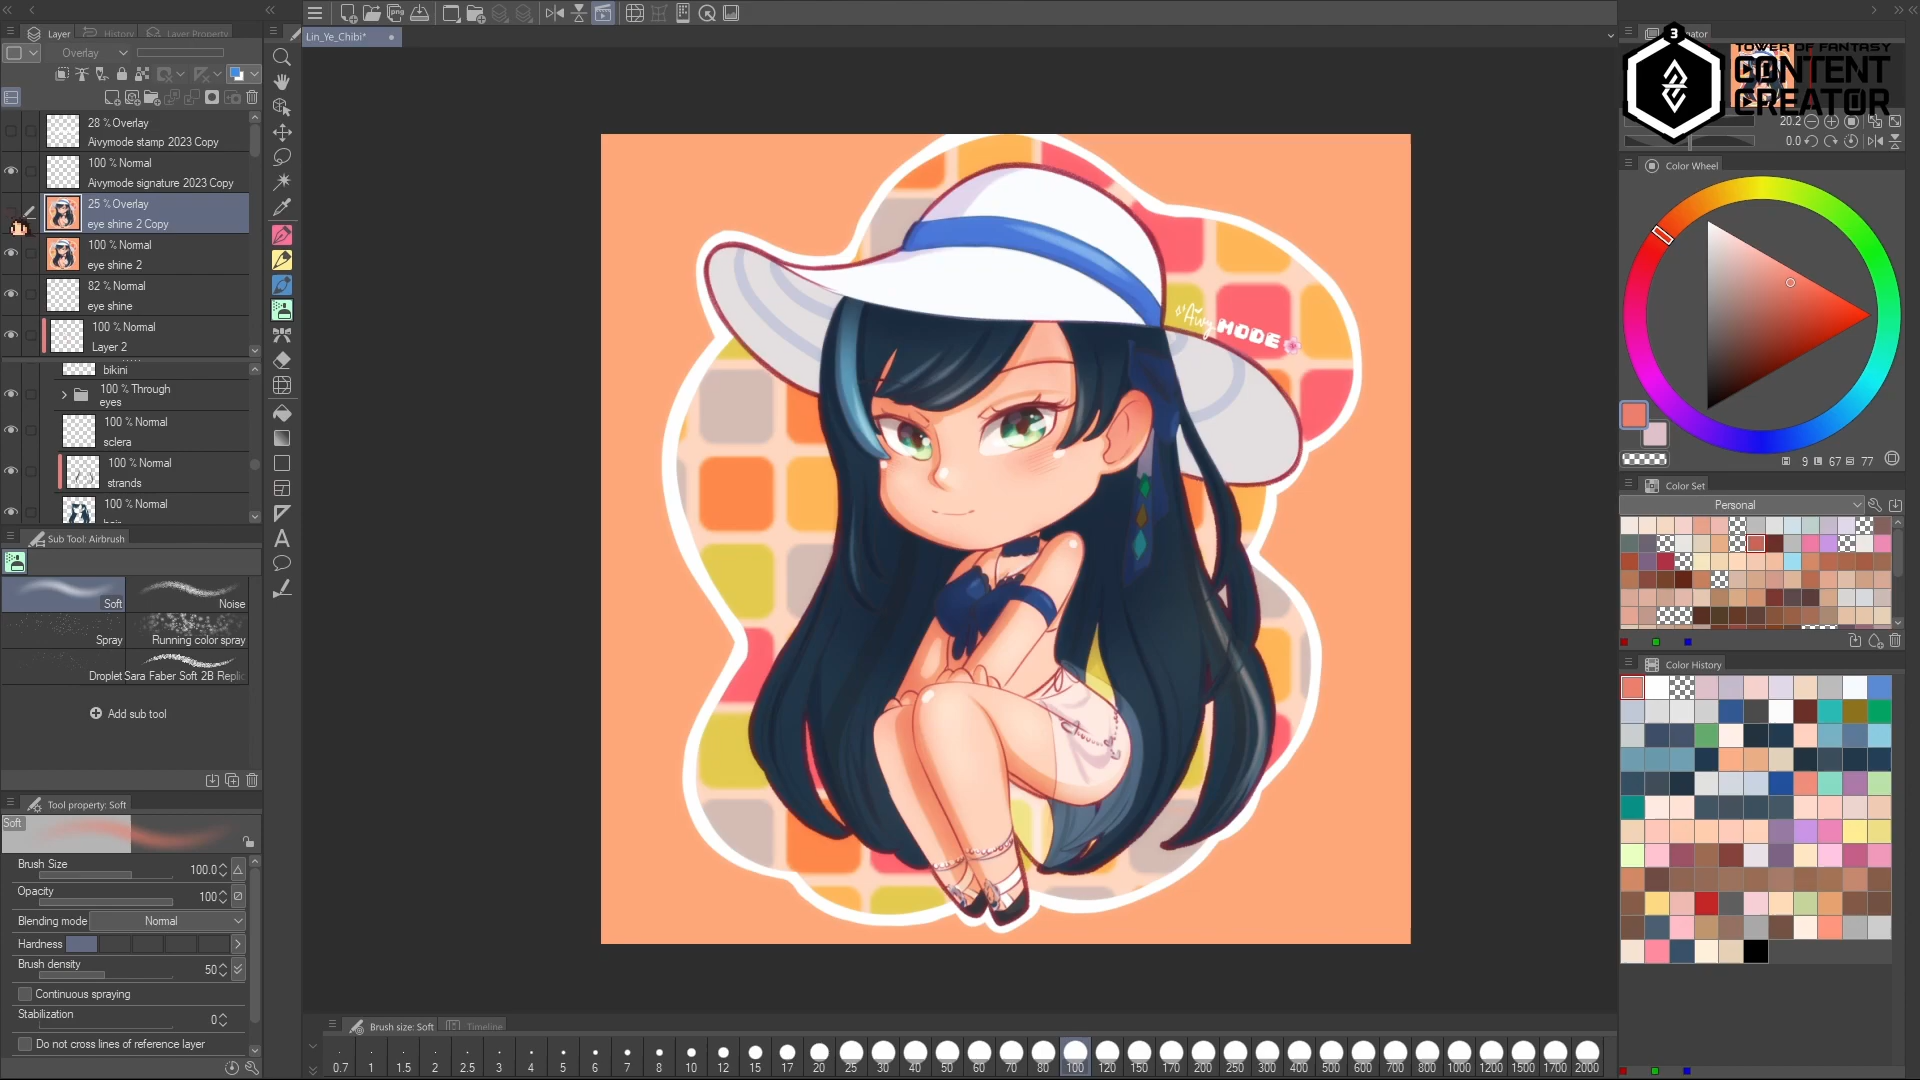 Layer
History
Layer Property
Overlay
28 % Overlay
Aivymode stamp 2023 Copy
100 % Normal
Aivymode signature 2023 Copy
25 % Overlay
eye shine 2 Copy
100 % Normal
eye shine 2
82 % Normal
eye shine
100 % Normal
Layer 2
bikini
100 % Through
eyes
100 % Normal
sclera
100 % Normal
strands
100 % Normal
Sub Tool: Airbrush
Soft
Noise
Spray
Running color spray
Droplet
Sara Faber Soft 2B Replic
Add sub tool
Tool property: Soft
Soft
Brush Size
100.0
Opacity
100
Blending mode
Normal
Hardness
Brush density
50
Continuous spraying
Stabilization
0
Do not cross lines of reference layer
png
Lin_Ye_Chibi*
A
Aivy MODE
Brush size: Soft
Timeline
0.7 1 1.5 2 2.5 3 4 5 6 7 8 10 12 15 17 20 25 30 40 50 60 70 80 100 120 150 170 200 250 300 400 500 600 700 800 1000 1200 1500 1700 2000
3
TOWER OF FANTASY
CONTENT
CREATOR
20.2
0.0
Color Wheel
9 67 77
Color Set
Personal
Color History